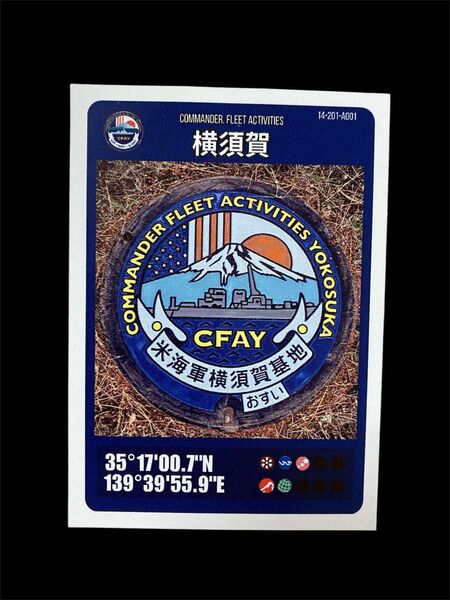 COMMANDER. FLEET ACTIVITIES
14-201-A001
CFAY
横須賀
COMMANDER FLEET ACTIVITIES YOKOSUKA
CFAY
米海軍横須賀基地
おすい
35°17'00.7"N
139°39'55.9"E